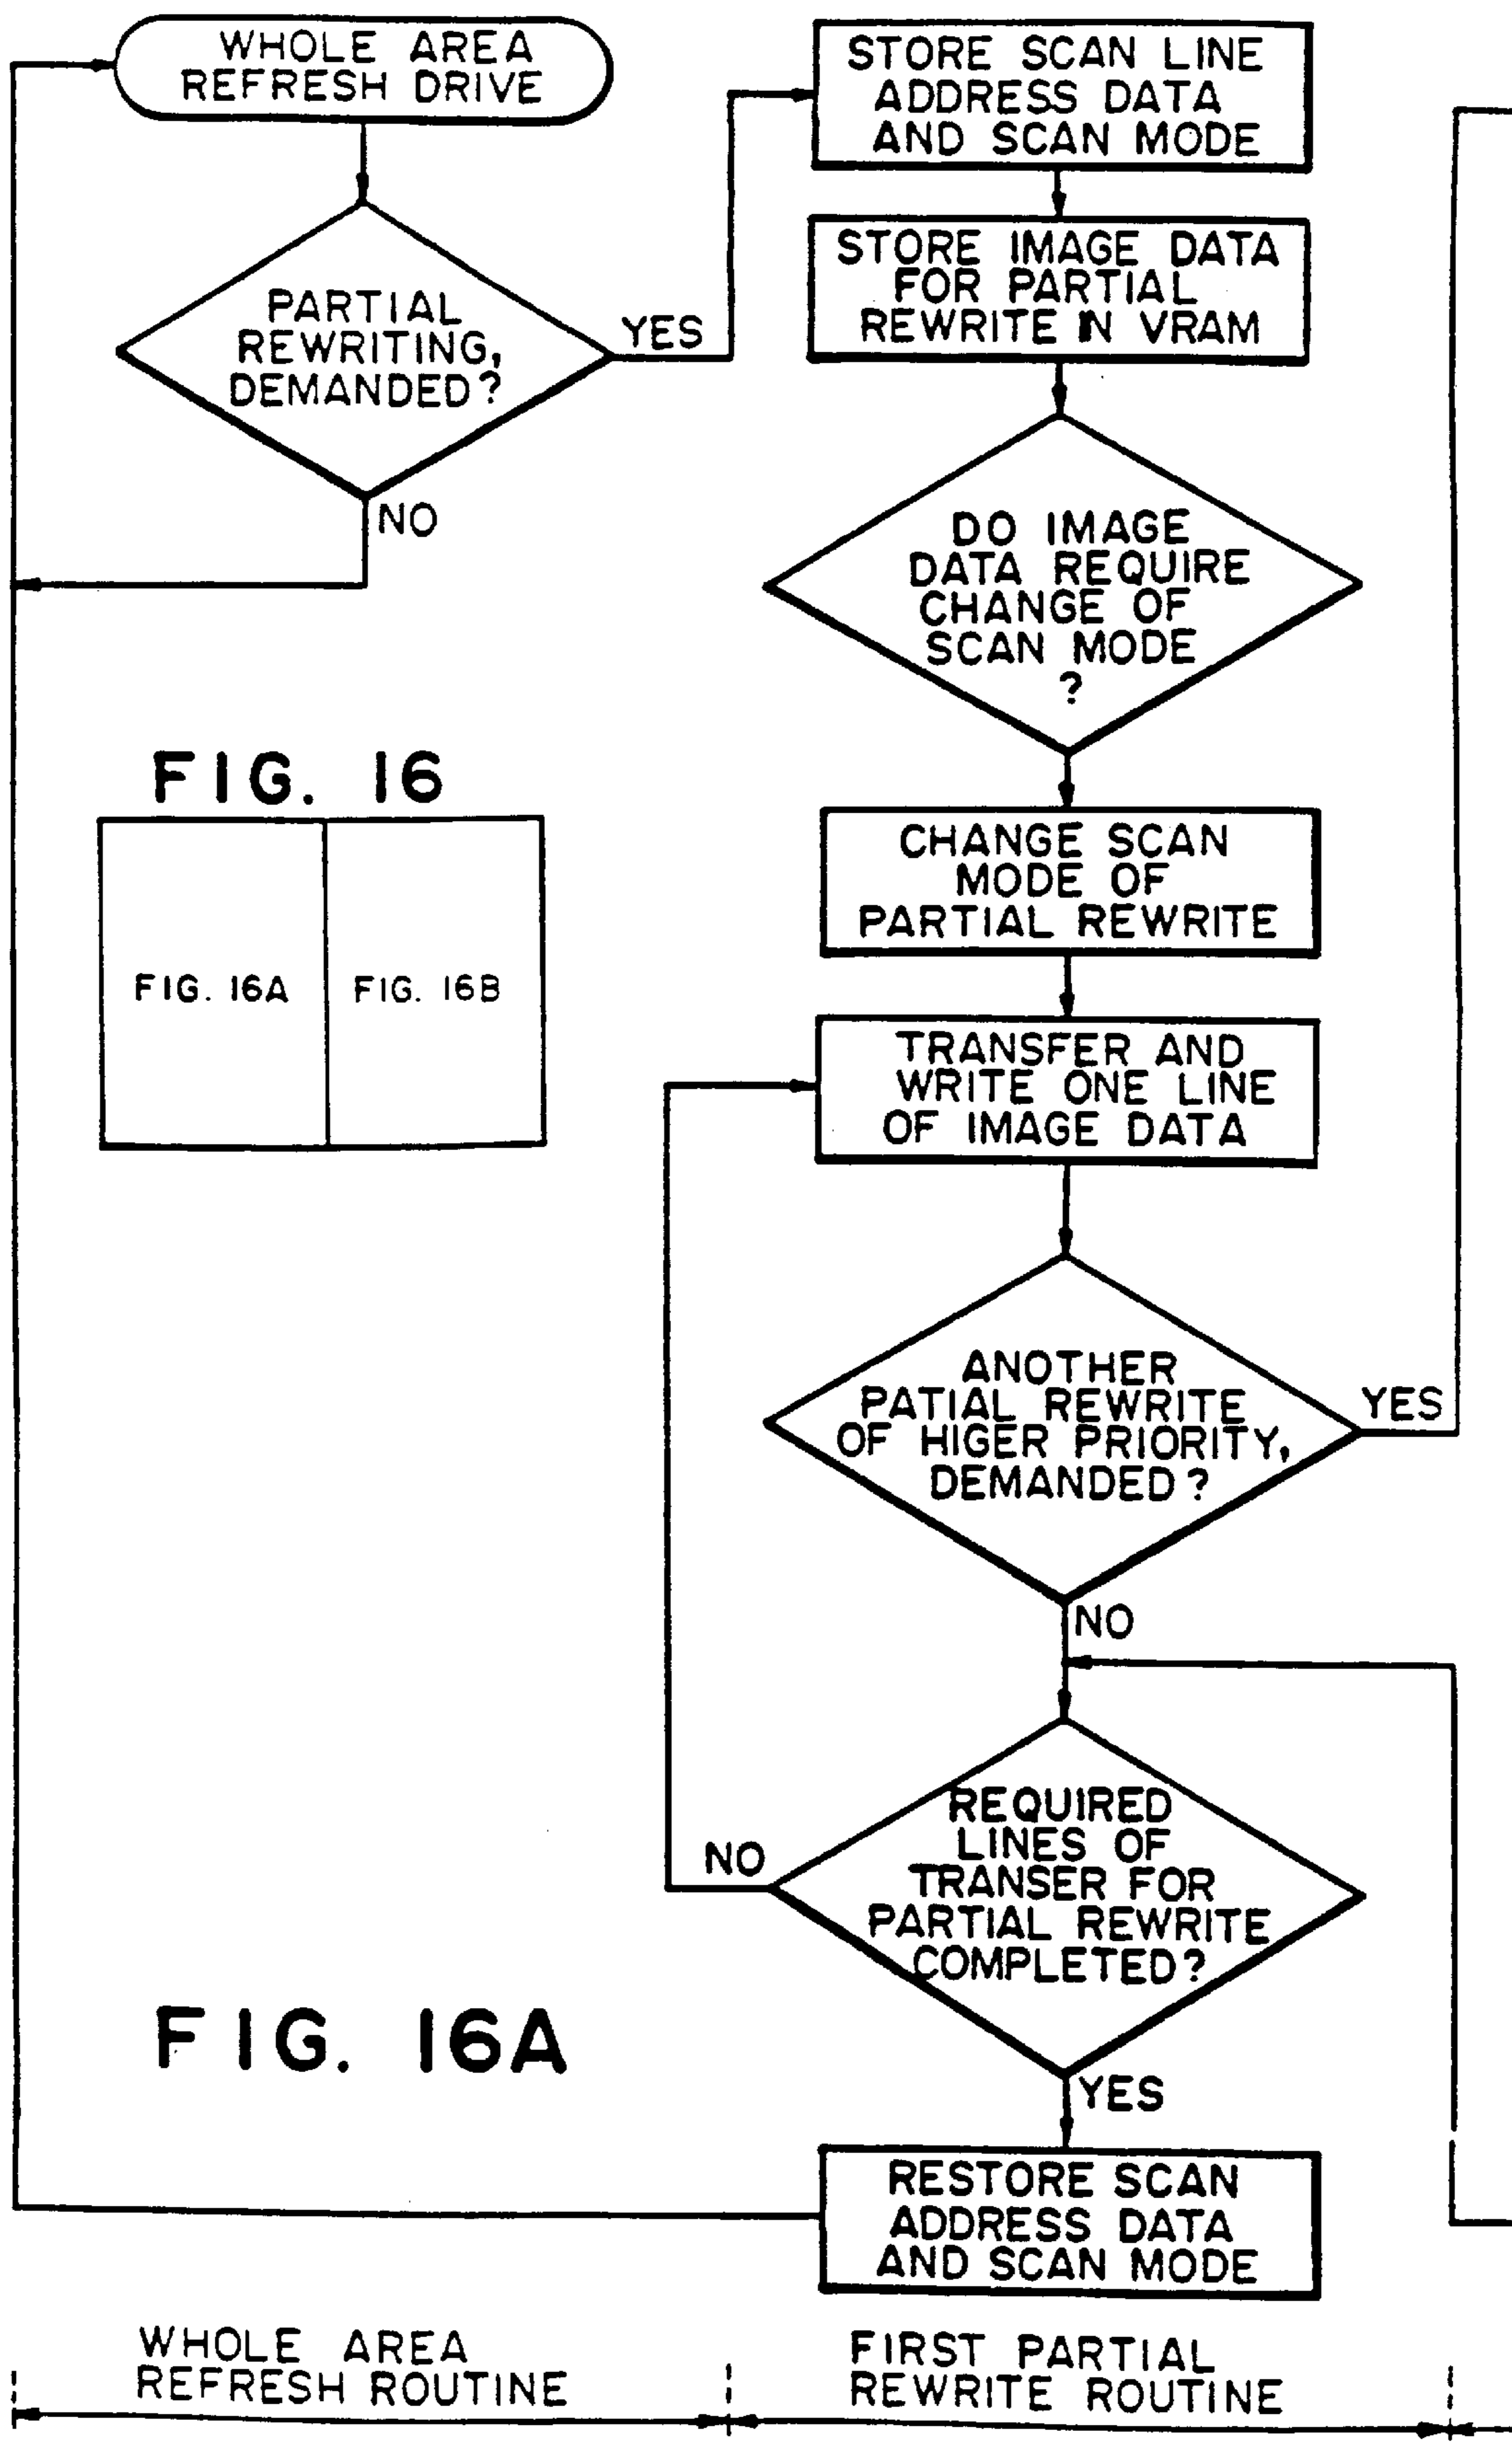 WHOLE AREA
REFRESH DRIVE
PARTIAL
REWRITING,
DEMANDED?
YES
NO
STORE SCAN LINE
ADDRESS DATA
AND SCAN MODE
STORE IMAGE DATA
FOR PARTIAL
REWRITE IN VRAM
DO IMAGE
DATA REQUIRE
CHANGE OF
SCAN MODE
?
FIG. 16
FIG. 16A
FIG. 16B
CHANGE SCAN
MODE OF
PARTIAL REWRITE
TRANSFER AND
WRITE ONE LINE
OF IMAGE DATA
ANOTHER
PATIAL REWRITE
OF HIGER PRIORITY,
DEMANDED?
YES
NO
REQUIRED
LINES OF
TRANSER FOR
PARTIAL REWRITE
COMPLETED?
NO
YES
FIG. 16A
RESTORE SCAN
ADDRESS DATA
AND SCAN MODE
WHOLE AREA
REFRESH ROUTINE
FIRST PARTIAL
REWRITE ROUTINE